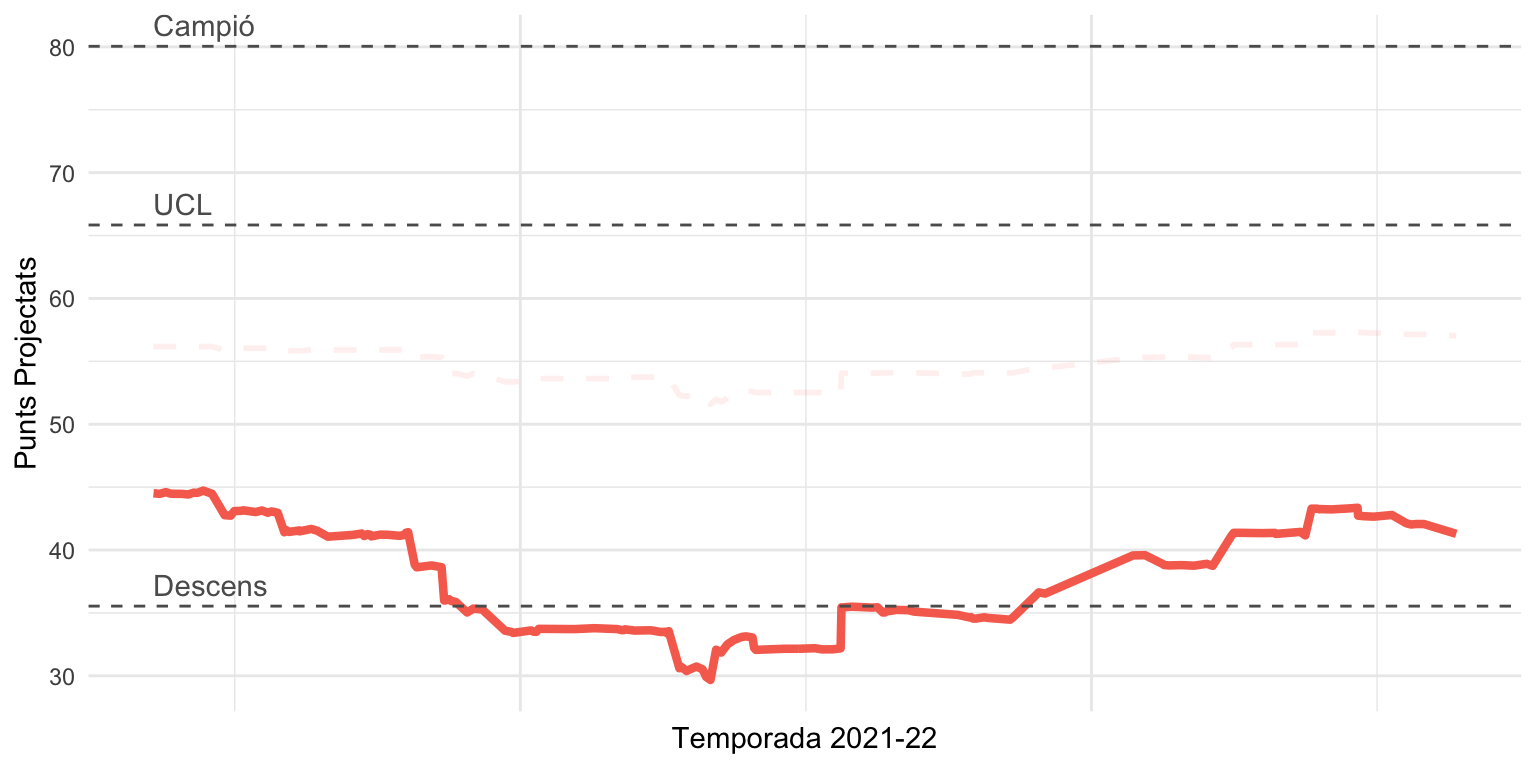 Campió
80
70
UCL
60
50
40
Descens
30
Punts Projectats
Temporada 2021-22